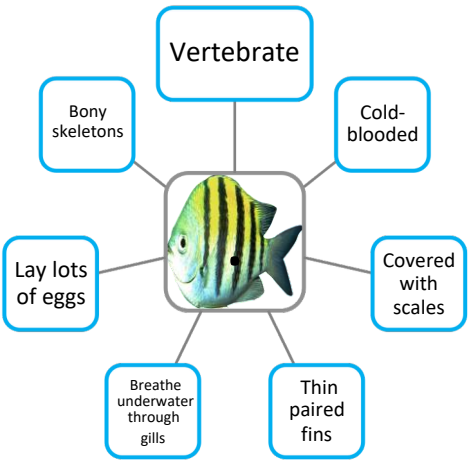 Vertebrate
Cold-
blooded
Covered
with
scales
Thin
paired
fins
Breathe
underwater
through
gills
Lay lots
of eggs
Bony
skeletons